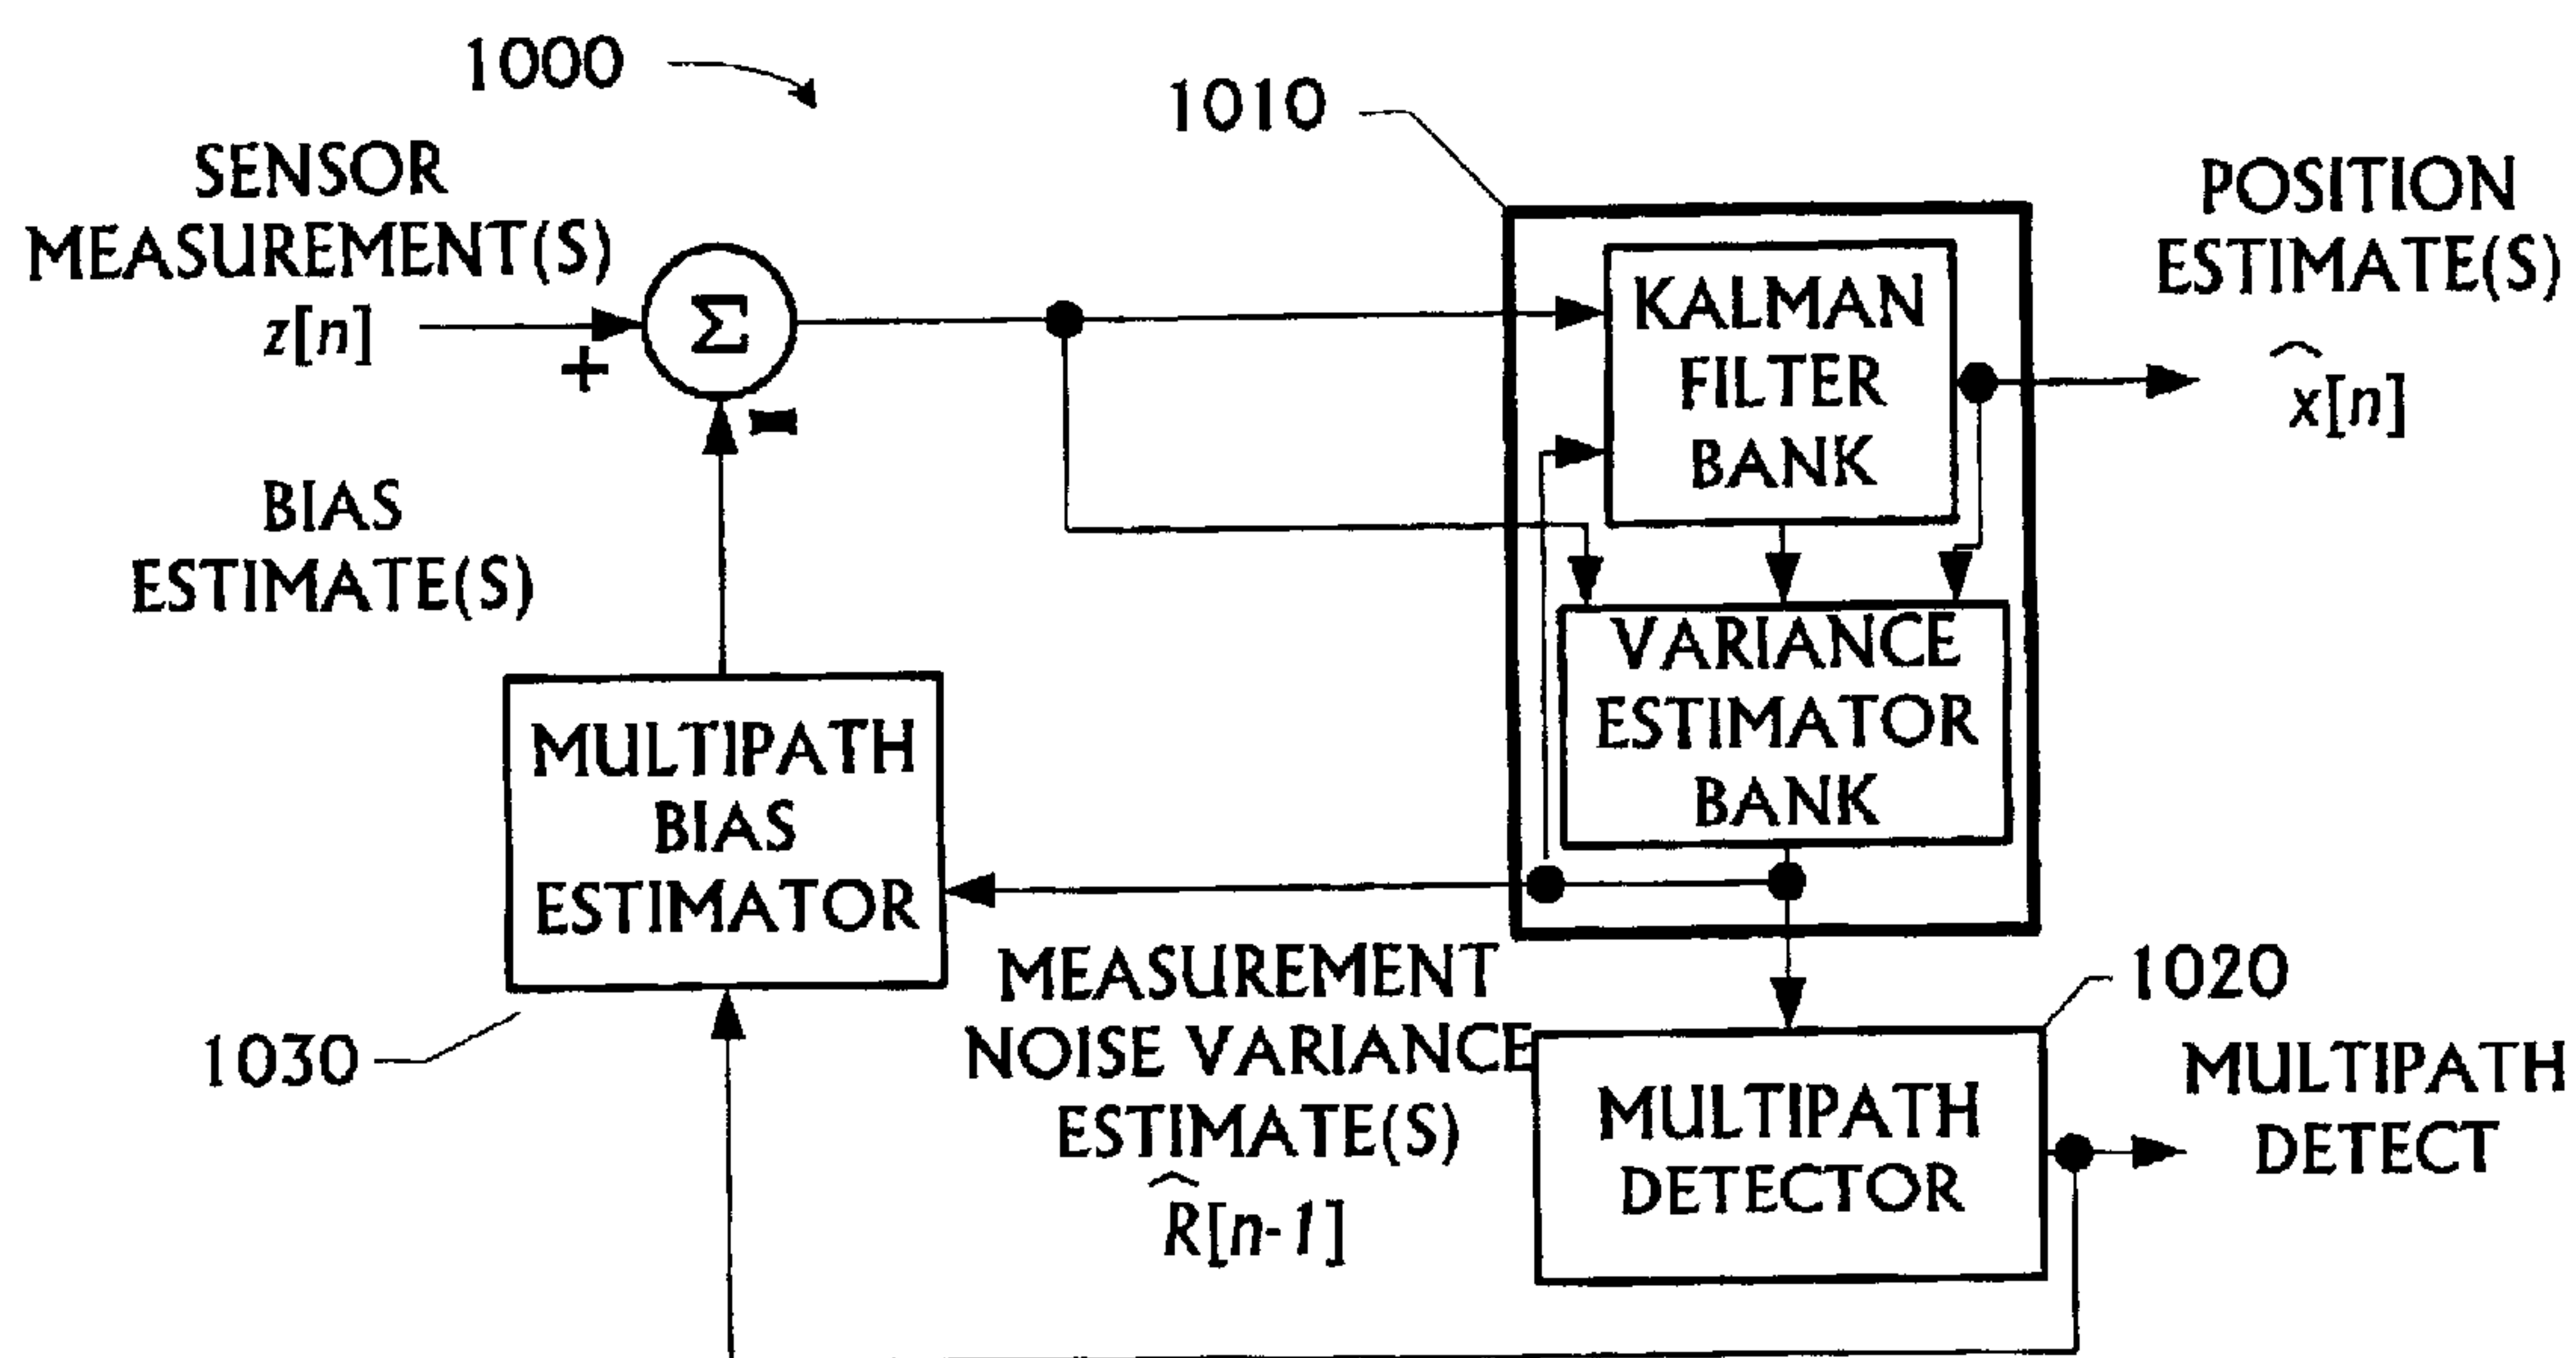 1000
1010
SENSOR
MEASUREMENT(S)
z[n]
+
Σ
-
BIAS
ESTIMATE(S)
KALMAN
FILTER
BANK
POSITION
ESTIMATE(S)
x̂[n]
VARIANCE
ESTIMATOR
BANK
MULTIPATH
BIAS
ESTIMATOR
1030
MEASUREMENT
NOISE VARIANCE
ESTIMATE(S)
R̂[n-1]
1020
MULTIPATH
DETECTOR
MULTIPATH
DETECT